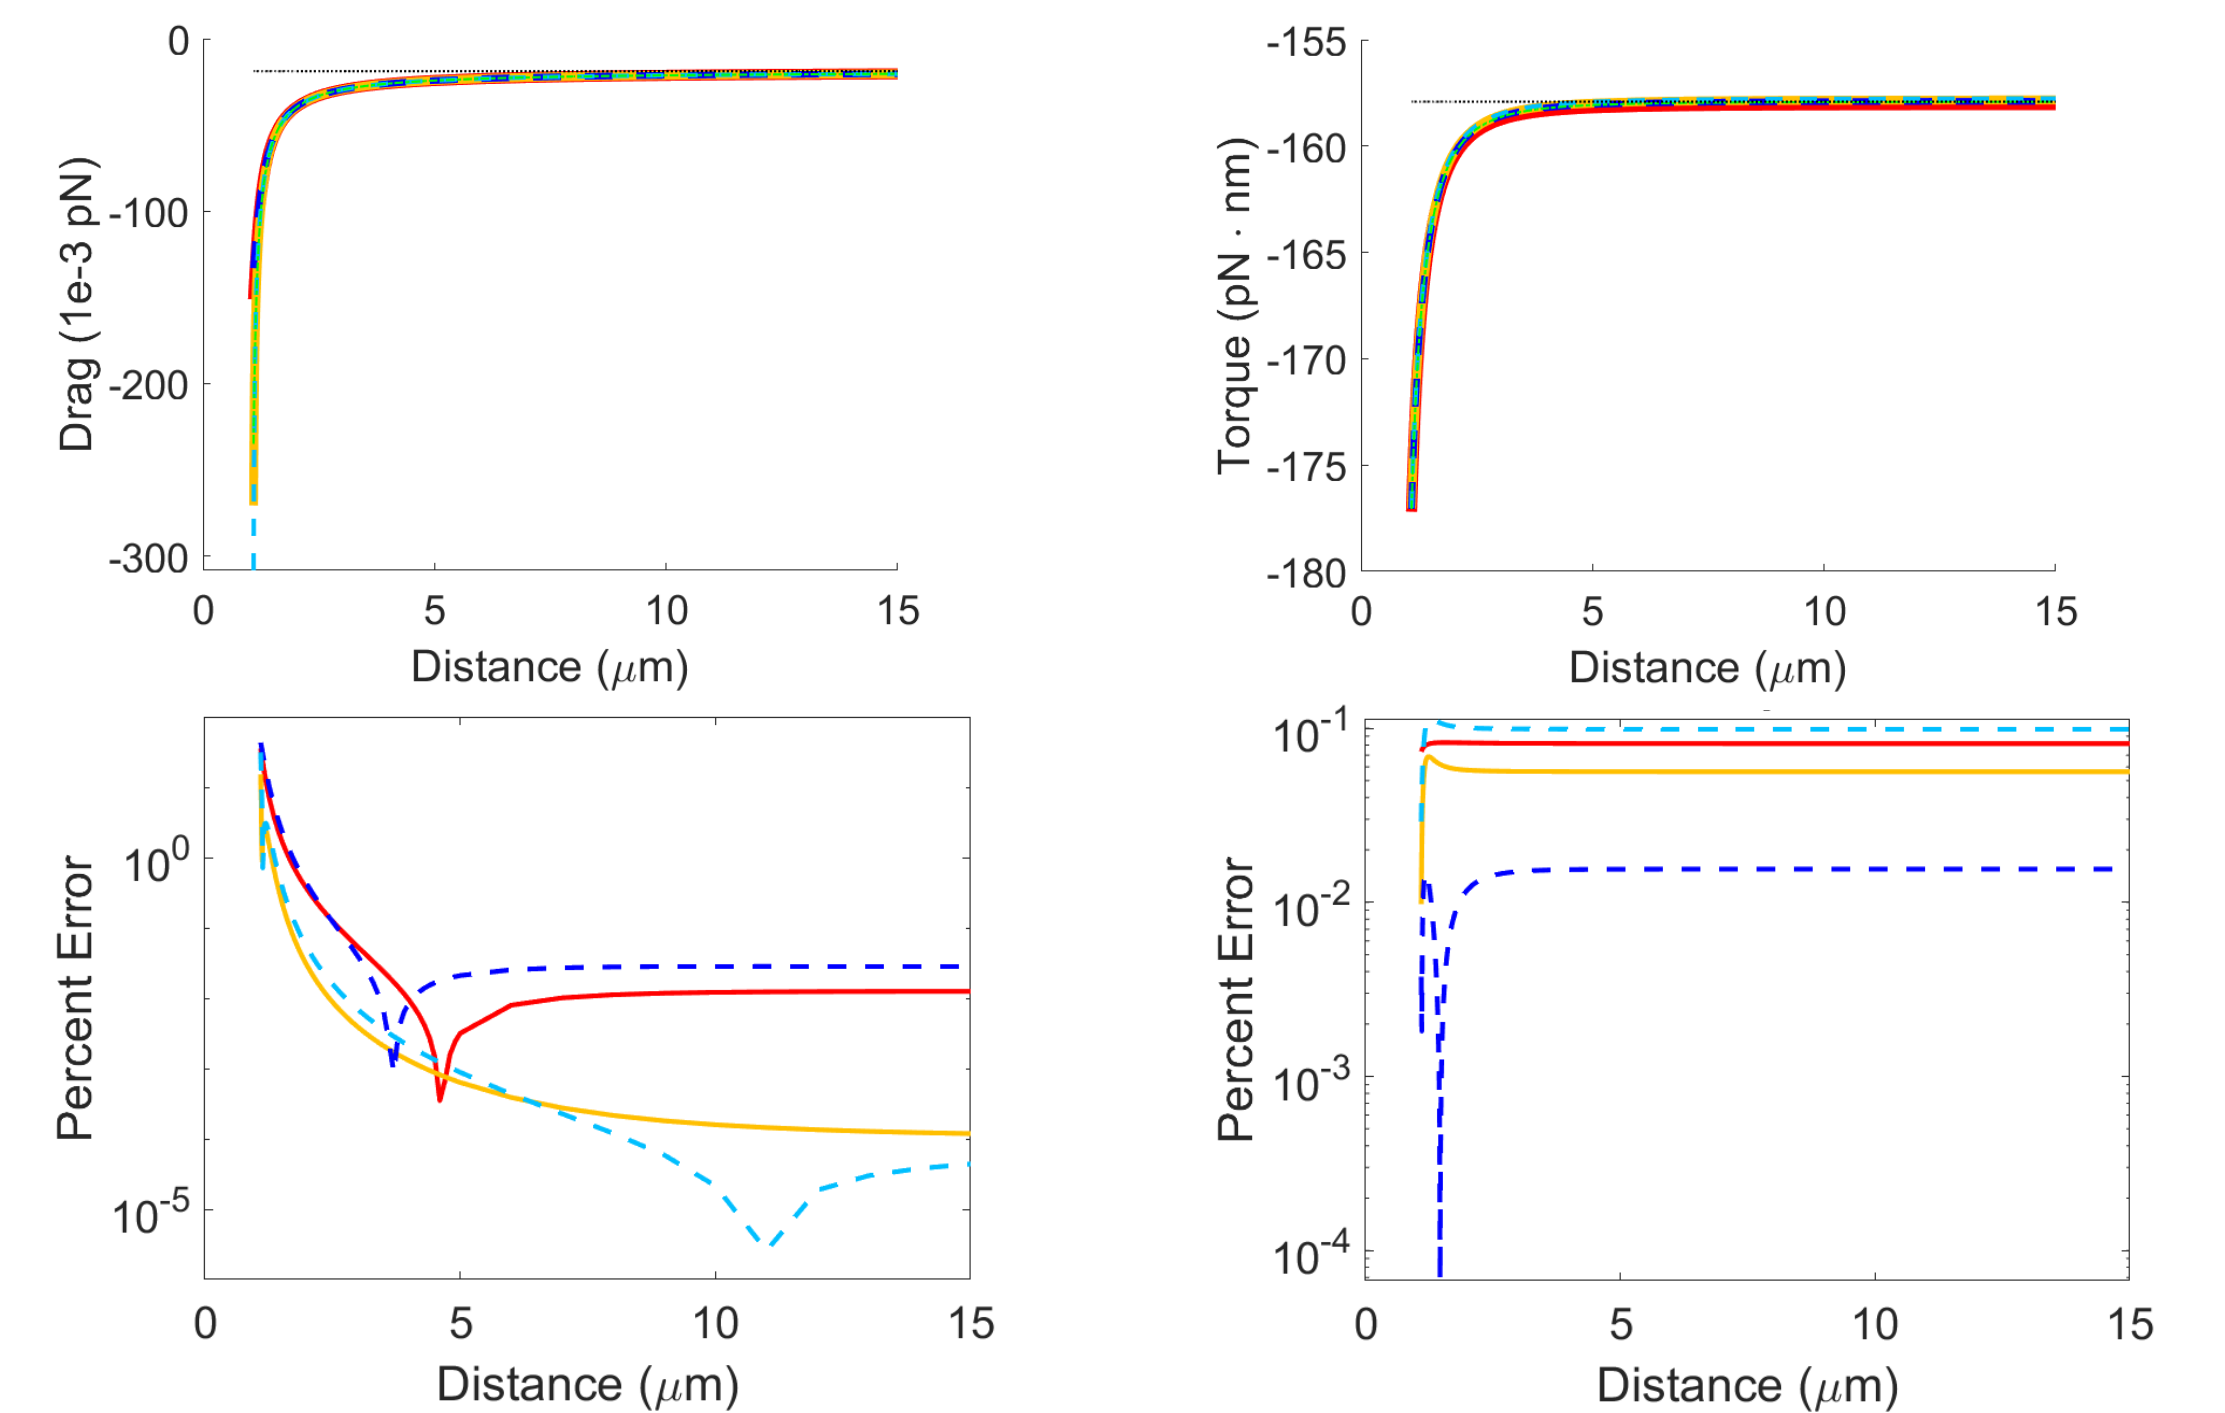 0
-100
-200
-300
Drag (1e-3 pN)
0 5 10 15
Distance (μm)
-155
-160
-165
-170
-175
-180
Torque (pN · nm)
0 5 10 15
Distance (μm)
10^0
10^-5
Percent Error
0 5 10 15
Distance (μm)
10^-1
10^-2
10^-3
10^-4
Percent Error
0 5 10 15
Distance (μm)